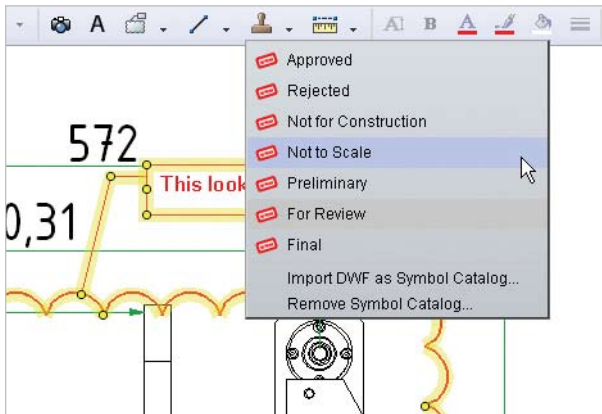 A
A
B
A
Approved
Rejected
Not for Construction
Not to Scale
Preliminary
For Review
Final
Import DWF as Symbol Catalog...
Remove Symbol Catalog...
572
This look
0,31